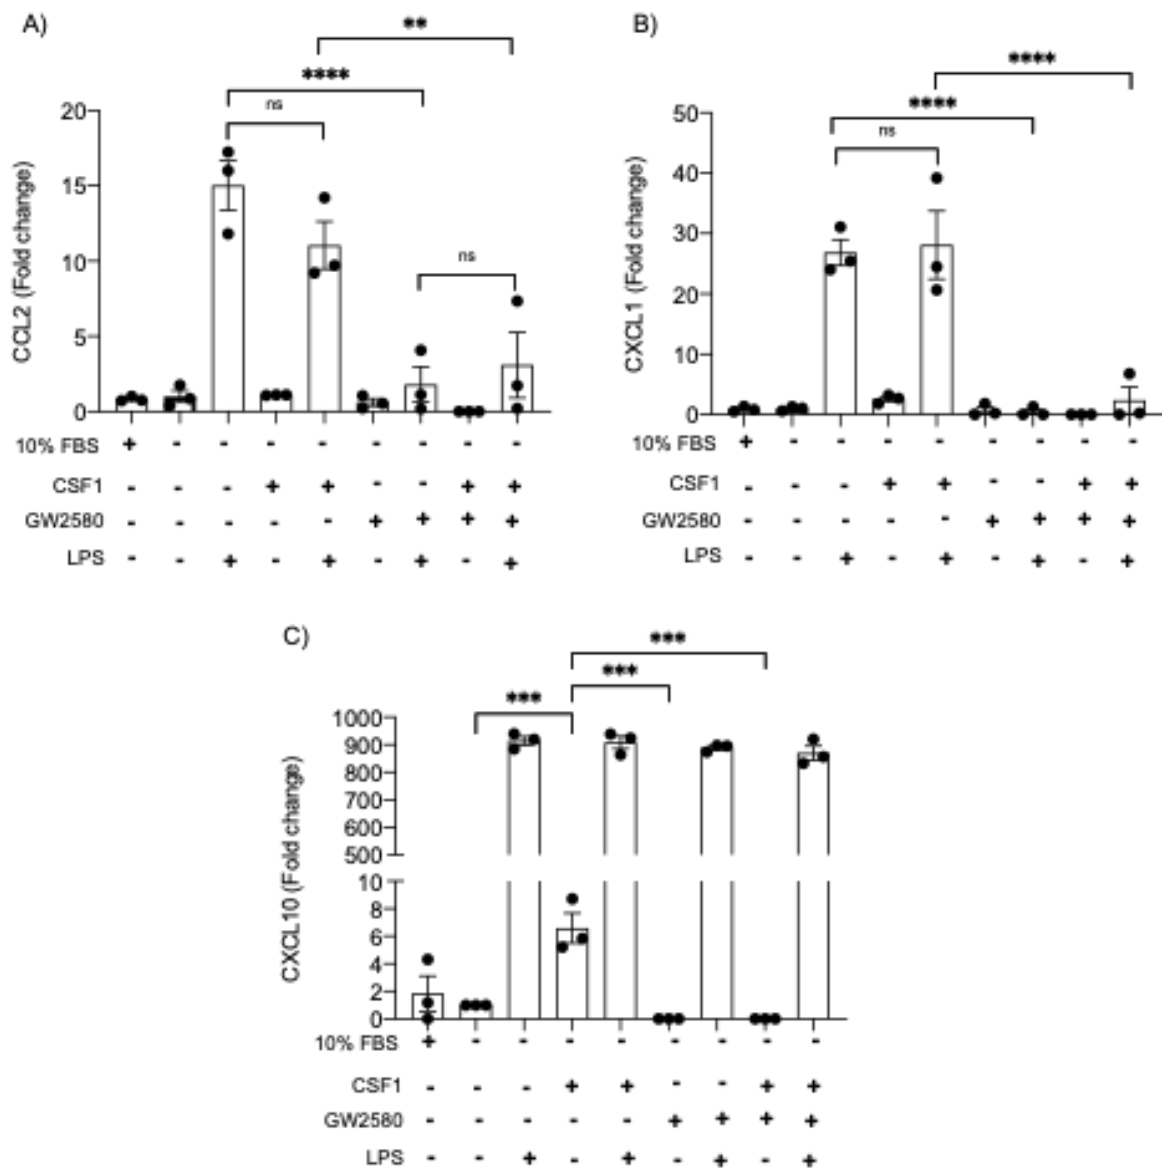 A)
**
****
ns
ns
20
15
10
5
0
CCL2 (Fold change)
10% FBS + - - - - - - - -
CSF1 - - - + + - - + +
GW2580 - - - - - + + + +
LPS - - + - + - + - +
B)
****
****
ns
50
40
30
20
10
0
CXCL1 (Fold change)
10% FBS + - - - - - - - -
CSF1 - - - + + - - + +
GW2580 - - - - - + + + +
LPS - - + - + - + - +
C)
***
***
***
1000
900
800
700
600
500
10
8
6
4
2
0
CXCL10 (Fold change)
10% FBS + - - - - - - - -
CSF1 - - - + + - - + +
GW2580 - - - - - + + + +
LPS - - + - + - + - +